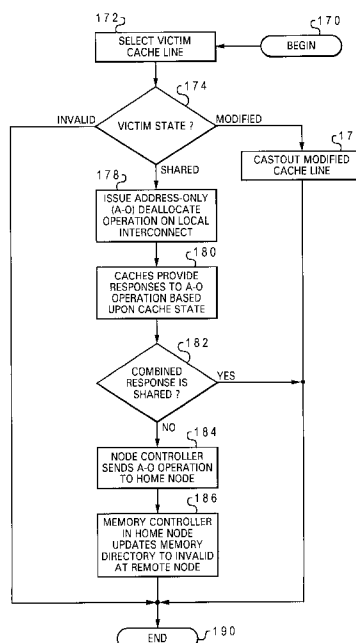 172
170
SELECT VICTIM
CACHE LINE
BEGIN
174
INVALID
VICTIM STATE ?
MODIFIED
17
SHARED
178
CASTOUT MODIFIED
CACHE LINE
ISSUE ADDRESS-ONLY
(A-O) DEALLOCATE
OPERATION ON LOCAL
INTERCONNECT
180
CACHES PROVIDE
RESPONSES TO A-O
OPERATION BASED
UPON CACHE STATE
182
COMBINED
RESPONSE IS
SHARED ?
YES
NO
184
NODE CONTROLLER
SENDS A-O OPERATION
TO HOME NODE
186
MEMORY CONTROLLER
IN HOME NODE
UPDATES MEMORY
DIRECTORY TO INVALID
AT REMOTE NODE
END
190